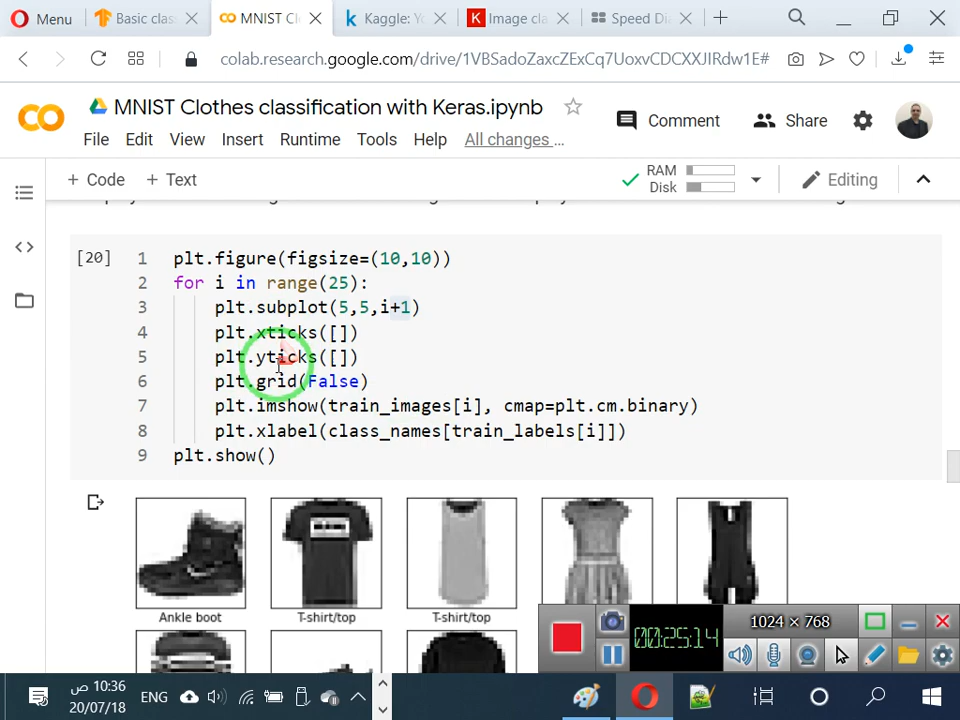 Menu
Basic clas
MNIST Cl
Kaggle: Y
Image cla
Speed Di
colab.research.google.com/drive/1VBSadoZaxcZExCq7UoxvCDCXXJIRdw1E#
MNIST Clothes classification with Keras.ipynb
Comment
Share
File Edit View Insert Runtime Tools Help All changes …
+ Code + Text
RAM
Disk
Editing
[20]
1 plt.figure(figsize=(10,10))
2 for i in range(25):
3 plt.subplot(5,5,i+1)
4 plt.xticks([])
5 plt.yticks([])
6 plt.grid(False)
7 plt.imshow(train_images[i], cmap=plt.cm.binary)
8 plt.xlabel(class_names[train_labels[i]])
9 plt.show()
Ankle boot
T-shirt/top
T-shirt/top
00:25:14
1024 × 768
10:36 ص
20/07/18
ENG